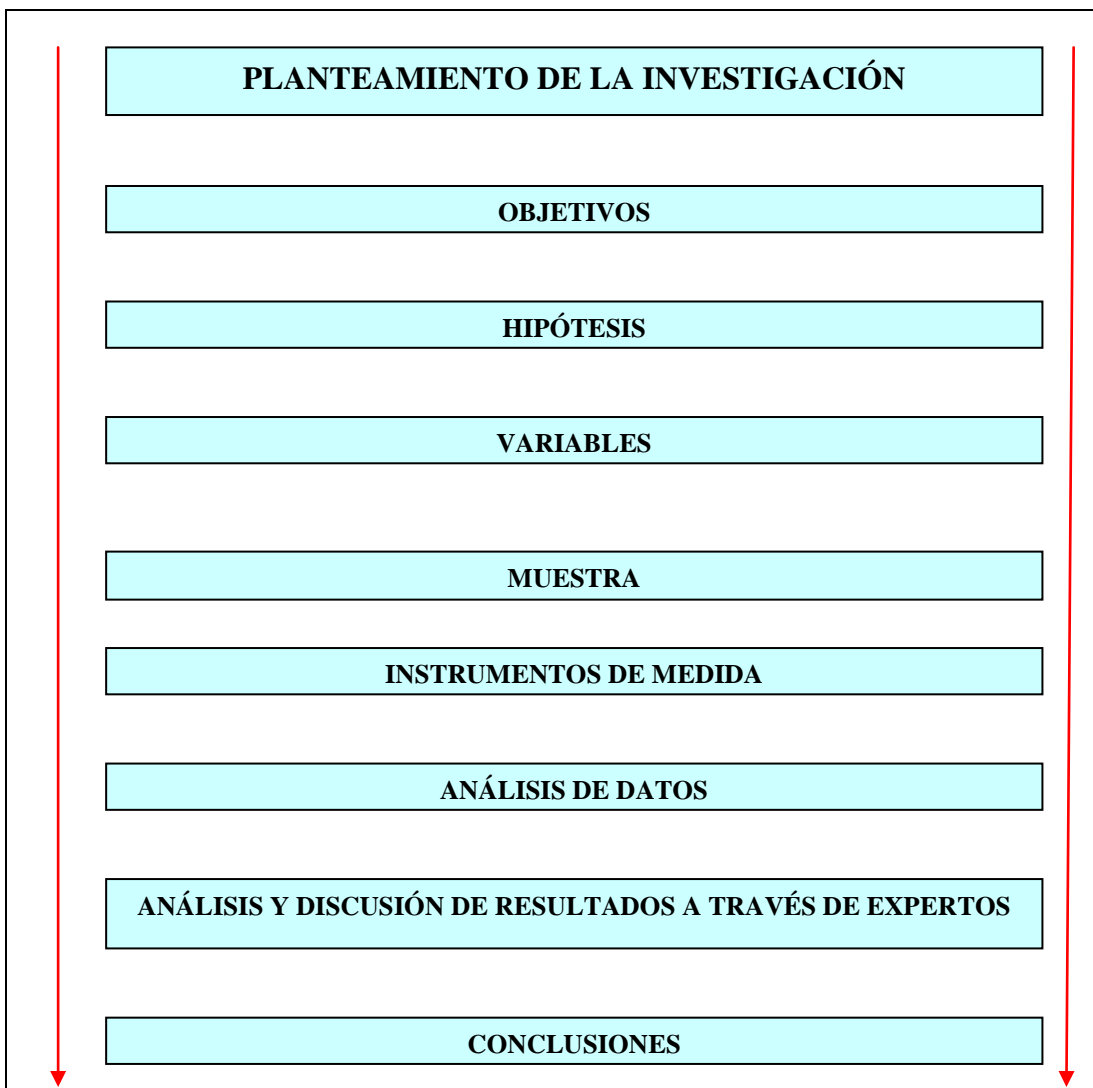 PLANTEAMIENTO DE LA INVESTIGACIÓN
OBJETIVOS
HIPÓTESIS
VARIABLES
MUESTRA
INSTRUMENTOS DE MEDIDA
ANÁLISIS DE DATOS
ANÁLISIS Y DISCUSIÓN DE RESULTADOS A TRAVÉS DE EXPERTOS
CONCLUSIONES